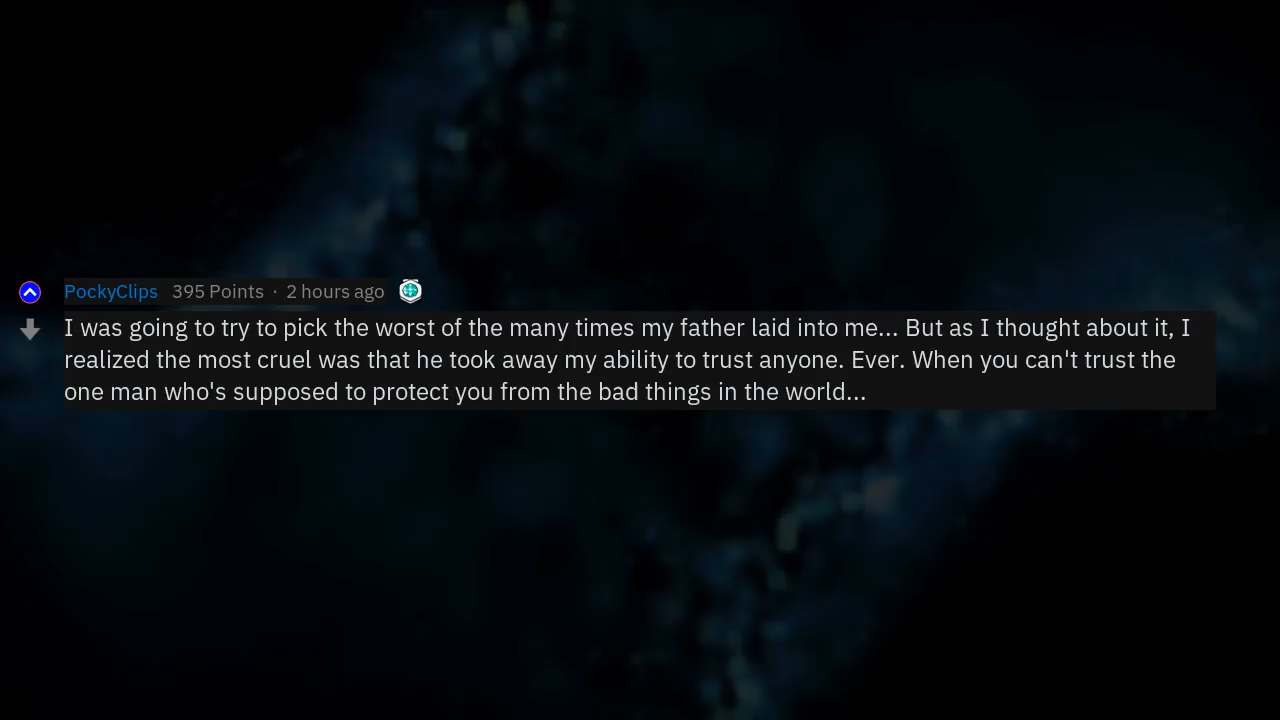 PockyClips 395 Points · 2 hours ago
I was going to try to pick the worst of the many times my father laid into me... But as I thought about it, I
realized the most cruel was that he took away my ability to trust anyone. Ever. When you can't trust the
one man who's supposed to protect you from the bad things in the world...